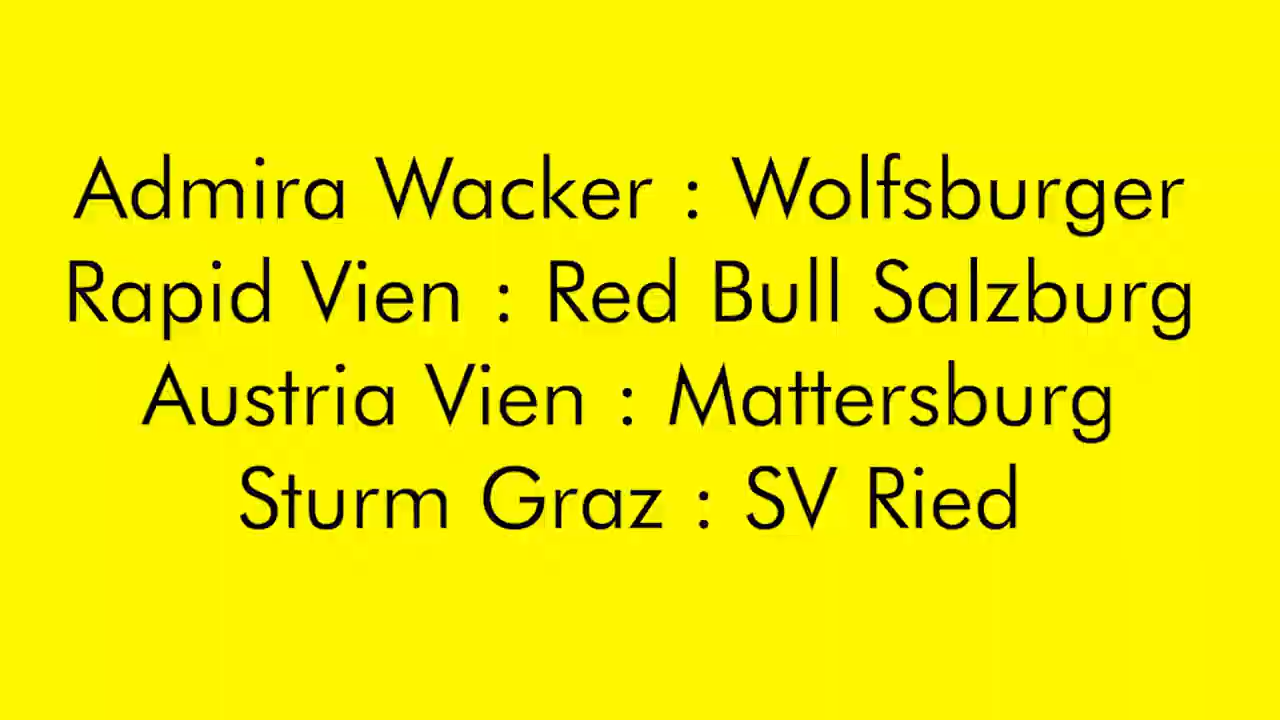 Admira Wacker : Wolfsburger
Rapid Vien : Red Bull Salzburg
Austria Vien : Mattersburg
Sturm Graz : SV Ried